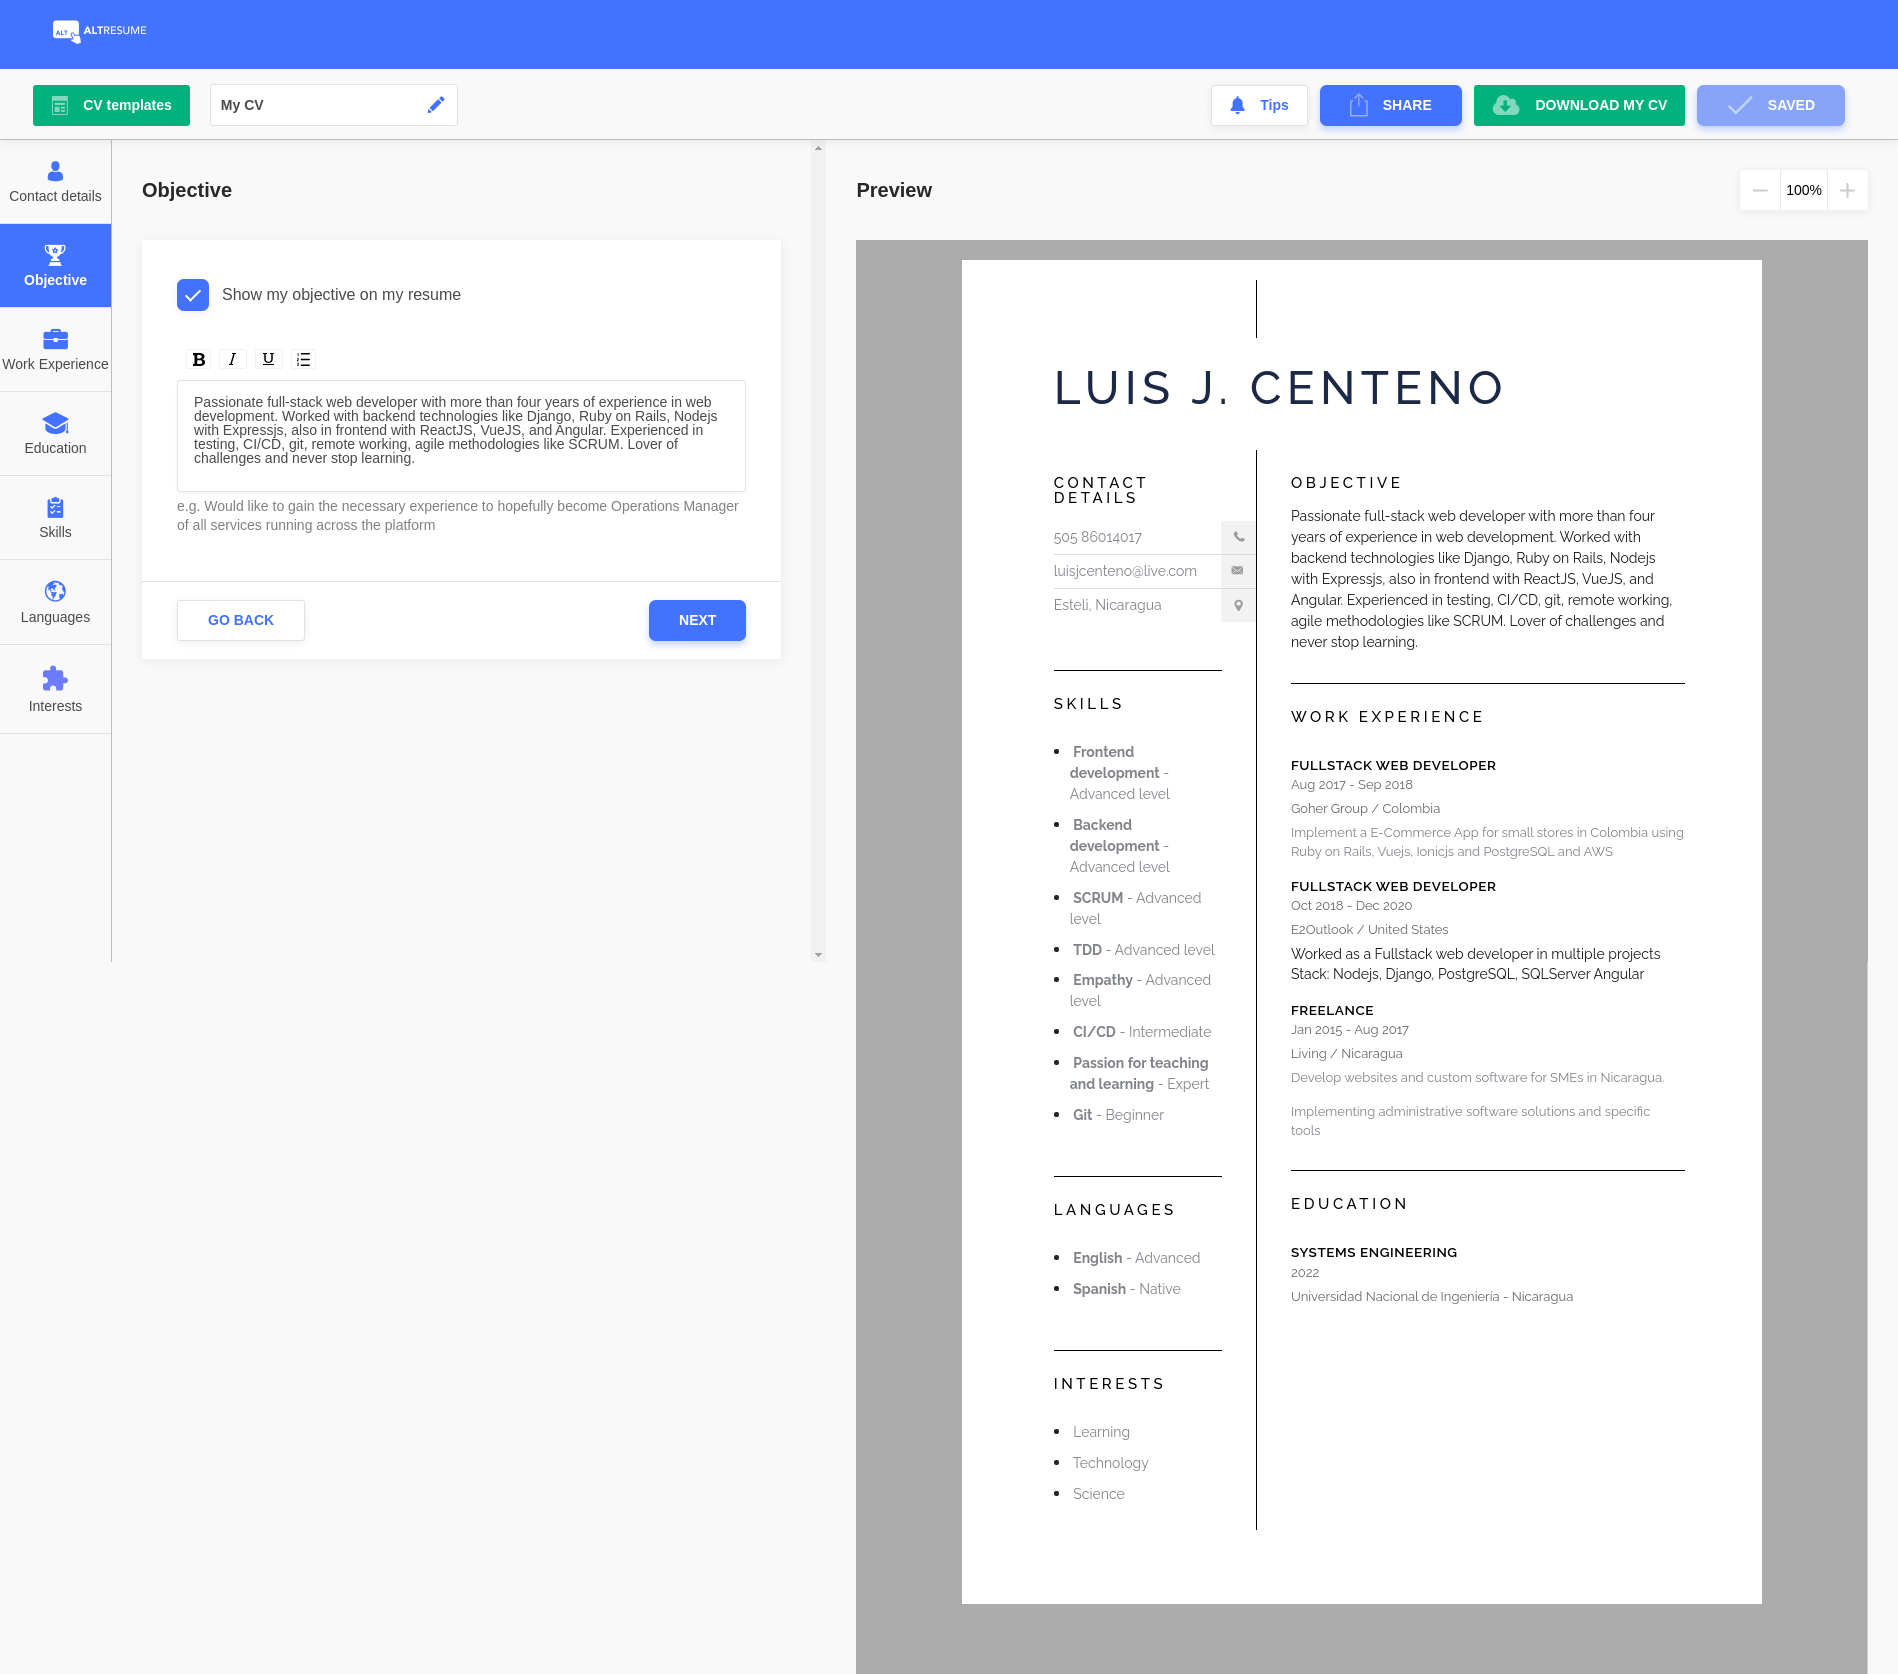 ALT ALTRESUME
CV templates
My CV
Tips
SHARE
DOWNLOAD MY CV
SAVED
Contact details
Objective
Work Experience
Education
Skills
Languages
Interests
Objective
Show my objective on my resume
B I U
Passionate full-stack web developer with more than four years of experience in web
development. Worked with backend technologies like Django, Ruby on Rails, Nodejs
with Expressjs, also in frontend with ReactJS, VueJS, and Angular. Experienced in
testing, CI/CD, git, remote working, agile methodologies like SCRUM. Lover of
challenges and never stop learning.
e.g. Would like to gain the necessary experience to hopefully become Operations Manager
of all services running across the platform
GO BACK
NEXT
Preview
100%
LUIS J. CENTENO
CONTACT
DETAILS
505 86014017
luisjcenteno@live.com
Esteli, Nicaragua
SKILLS
Frontend
development -
Advanced level
Backend
development -
Advanced level
SCRUM - Advanced
level
TDD - Advanced level
Empathy - Advanced
level
CI/CD - Intermediate
Passion for teaching
and learning - Expert
Git - Beginner
LANGUAGES
English - Advanced
Spanish - Native
INTERESTS
Learning
Technology
Science
OBJECTIVE
Passionate full-stack web developer with more than four
years of experience in web development. Worked with
backend technologies like Django, Ruby on Rails, Nodejs
with Expressjs, also in frontend with ReactJS, VueJS, and
Angular. Experienced in testing, CI/CD, git, remote working,
agile methodologies like SCRUM. Lover of challenges and
never stop learning.
WORK EXPERIENCE
FULLSTACK WEB DEVELOPER
Aug 2017 - Sep 2018
Goher Group / Colombia
Implement a E-Commerce App for small stores in Colombia using
Ruby on Rails, Vuejs, Ionicjs and PostgreSQL and AWS
FULLSTACK WEB DEVELOPER
Oct 2018 - Dec 2020
E2Outlook / United States
Worked as a Fullstack web developer in multiple projects
Stack: Nodejs, Django, PostgreSQL, SQLServer Angular
FREELANCE
Jan 2015 - Aug 2017
Living / Nicaragua
Develop websites and custom software for SMEs in Nicaragua.
Implementing administrative software solutions and specific
tools
EDUCATION
SYSTEMS ENGINEERING
2022
Universidad Nacional de Ingeniería - Nicaragua